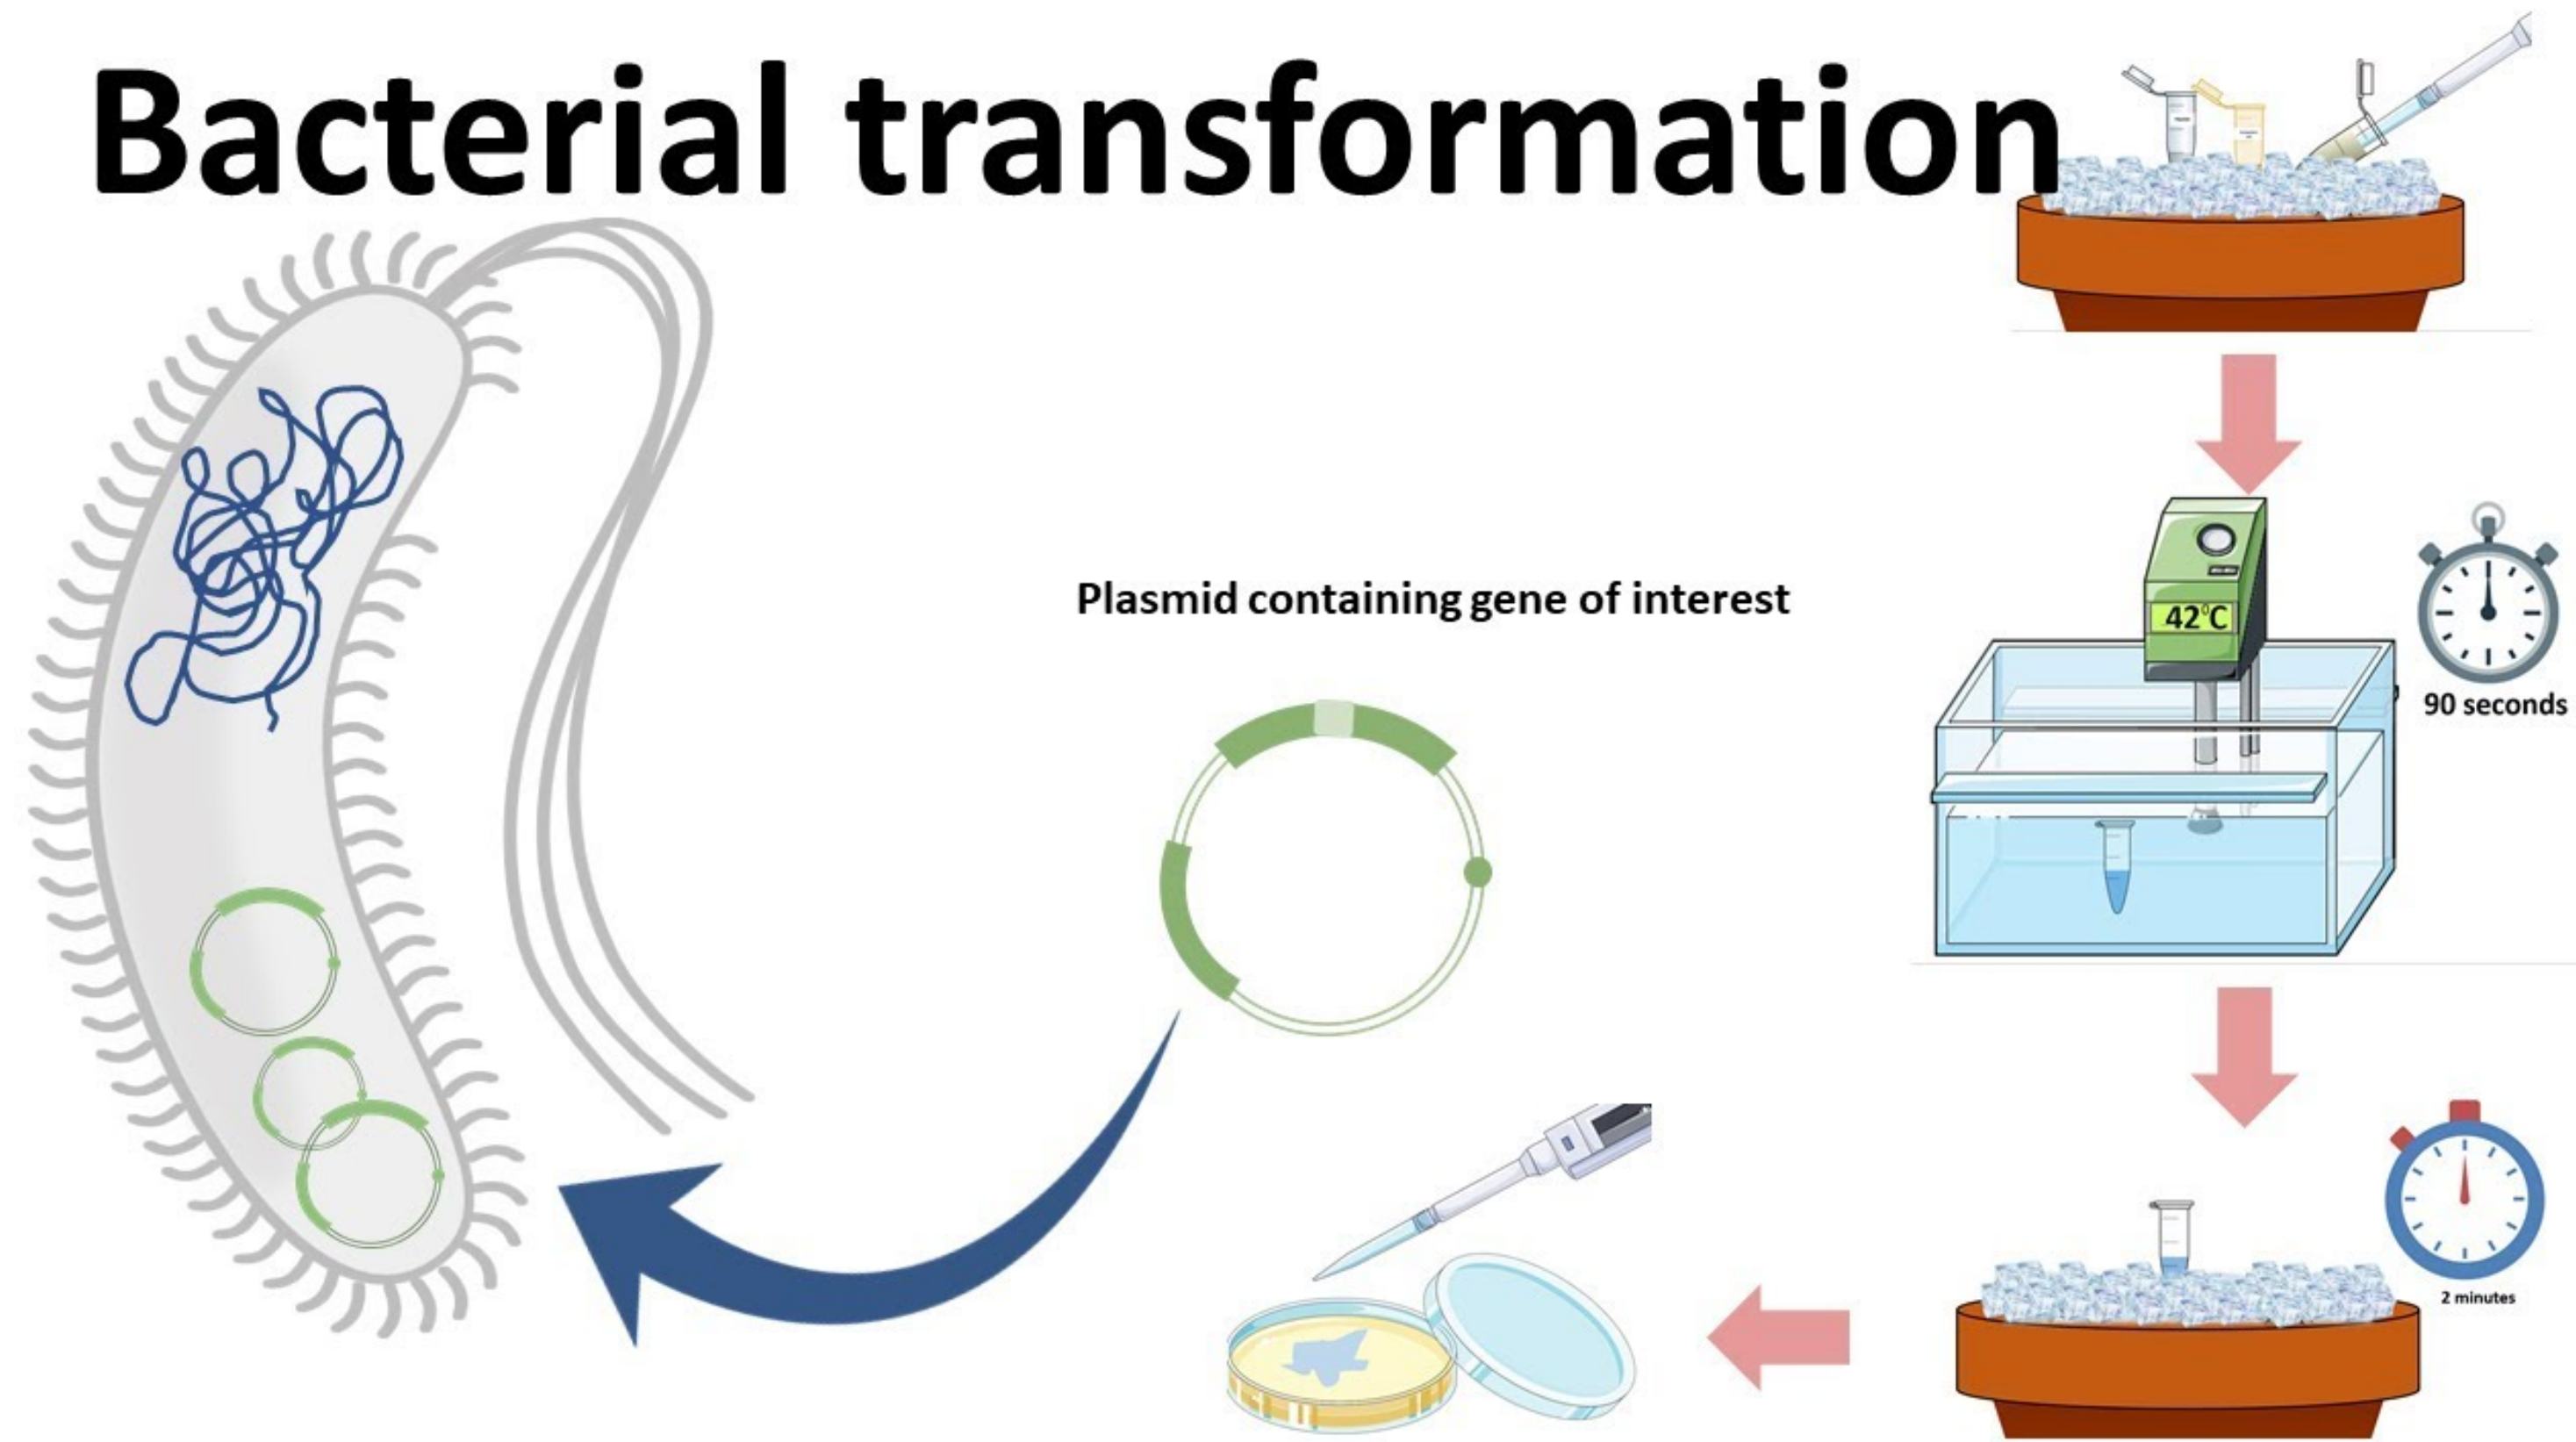 Bacterial transformation
Plasmid containing gene of interest
42°C
90 seconds
2 minutes